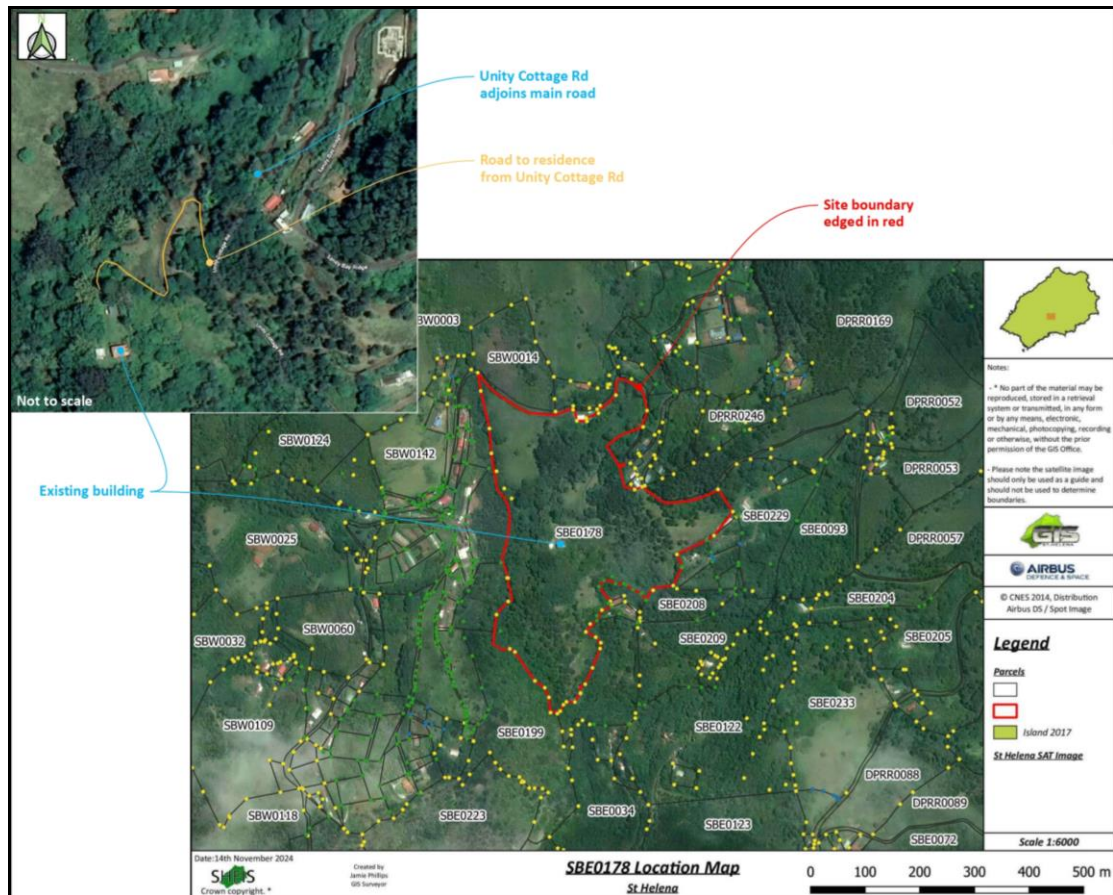 Unity Cottage Rd
adjoins main road
Road to residence
from Unity Cottage Rd
Site boundary
edged in red
Not to scale
Existing building
SBW0003
SBW0014
DPRR0169
SBW0124
SBW0142
DPRR0246
DPRR0052
DPRR0053
SBW0025
SBE0178
SBE0229
SBE0093
DPRR0057
SBW0032
SBW0060
SBE0208
SBE0204
SBE0209
SBE0205
SBW0109
SBE0199
SBE0122
SBE0233
SBW0118
SBE0223
SBE0034
SBE0123
DPRR0088
DPRR0089
SBE0072
Notes:
- * No part of the material may be
reproduced, stored in a retrieval
system or transmitted, in any form
or by any means, electronic,
mechanical, photocopying, recording
or otherwise, without the prior
permission of the GIS Office.
- Please note the satellite image
should only be used as a guide and
should not be used to determine
boundaries.
GIS
ST HELENA
AIRBUS
DEFENCE & SPACE
© CNES 2014, Distribution
Airbus DS / Spot Image
Legend
Parcels
Island 2017
St Helena SAT Image
Scale 1:6000
Date:14th November 2024
SHEIS
Crown copyright. *
Created by
Jamie Phillips
GIS Surveyor
SBE0178 Location Map
St Helena
0 100 200 300 400 500 m